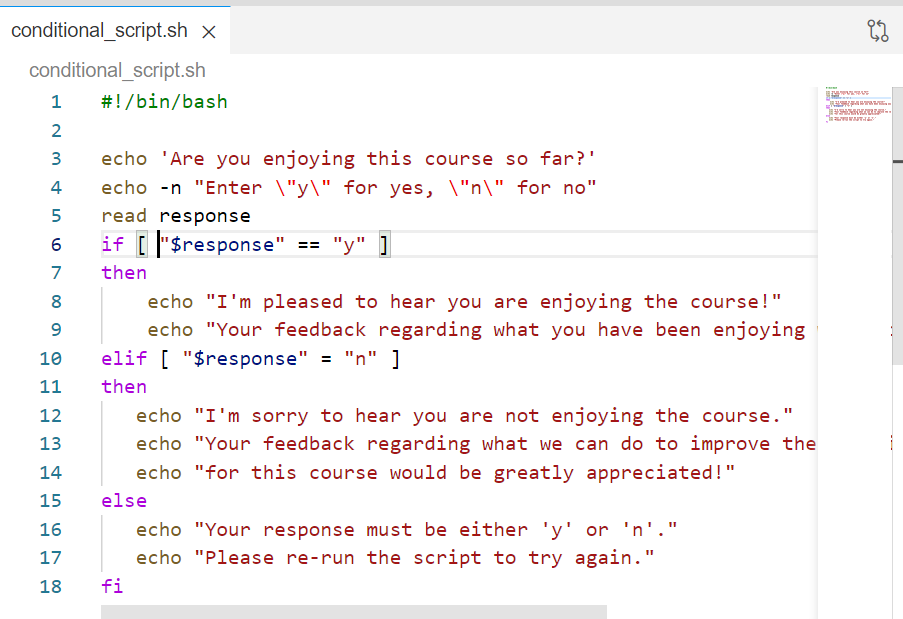 conditional_script.sh
conditional_script.sh
1 #!/bin/bash
2
3 echo 'Are you enjoying this course so far?'
4 echo -n "Enter \"y\" for yes, \"n\" for no"
5 read response
6 if [ "$response" == "y" ]
7 then
8     echo "I'm pleased to hear you are enjoying the course!"
9     echo "Your feedback regarding what you have been enjoying
10 elif [ "$response" = "n" ]
11 then
12    echo "I'm sorry to hear you are not enjoying the course."
13    echo "Your feedback regarding what we can do to improve the
14    echo "for this course would be greatly appreciated!"
15 else
16    echo "Your response must be either 'y' or 'n'."
17    echo "Please re-run the script to try again."
18 fi